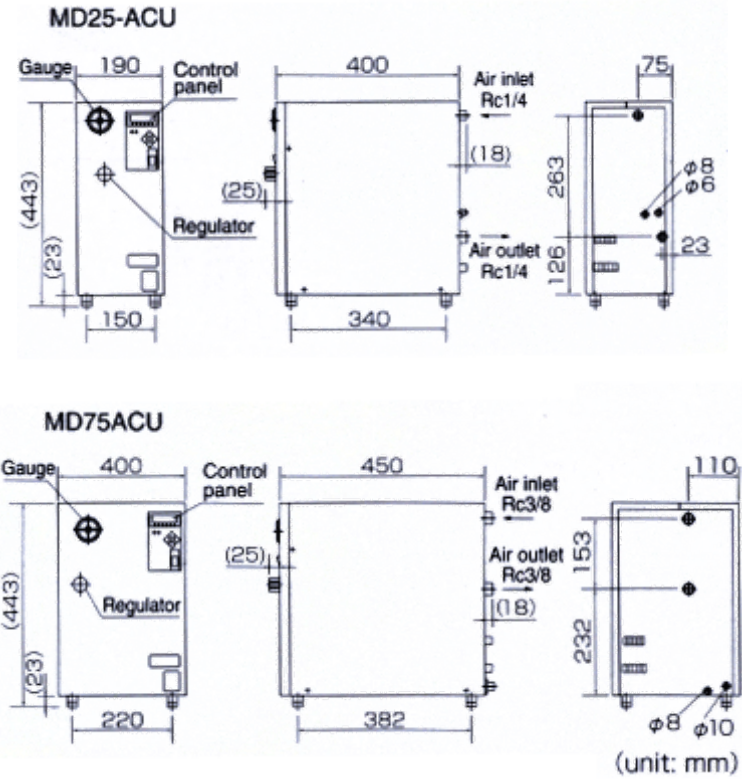 MD25-ACU
Gauge 190 Control panel 400 Air inlet Rc1/4 75
(18)
(443)
(25)
263
φ8
φ6
Regulator
(23)
Air outlet Rc1/4
126
23
150
340
MD75ACU
Gauge 400 Control panel 450 Air inlet Rc3/8 110
(25)
Air outlet Rc3/8
153
(443)
Regulator
(18)
232
(23)
220
382
φ8 φ10
(unit: mm)